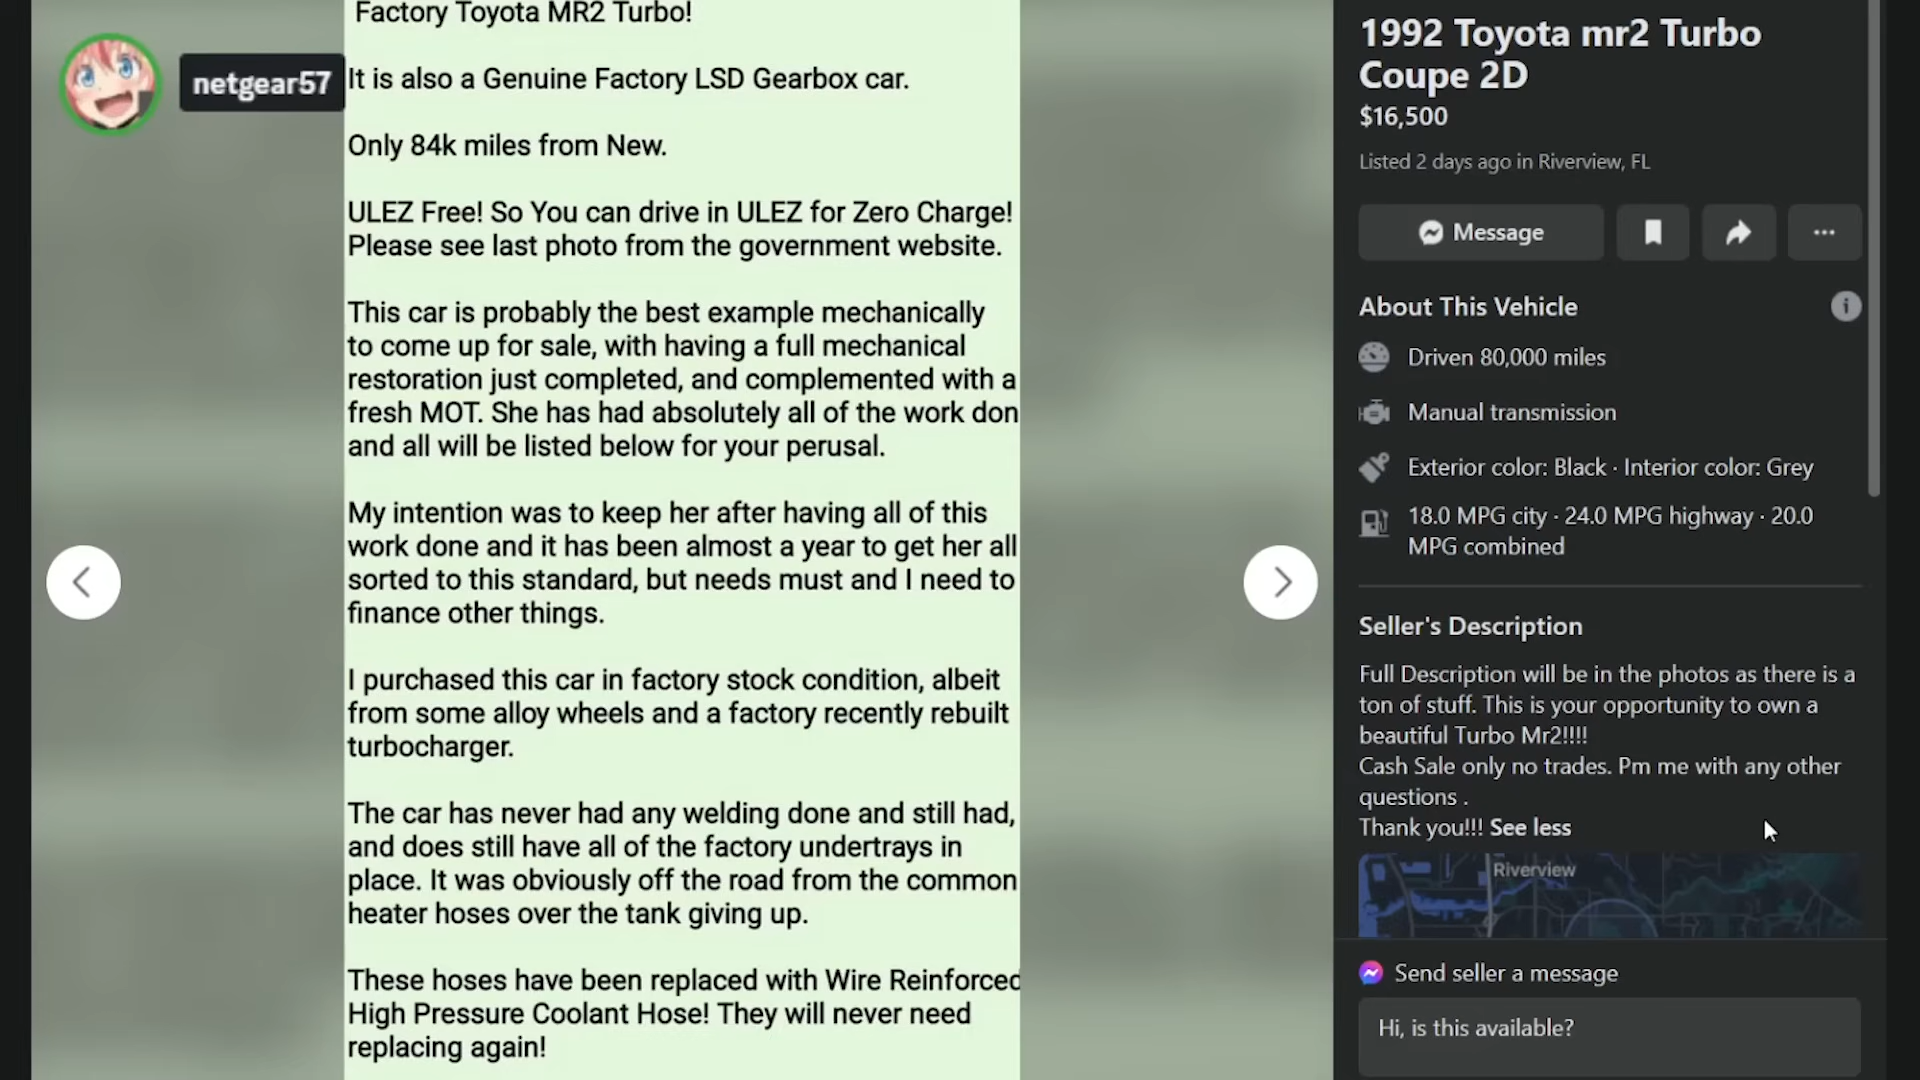 Factory Toyota MR2 Turbo!
netgear57
It is also a Genuine Factory LSD Gearbox car.
Only 84k miles from New.
ULEZ Free! So You can drive in ULEZ for Zero Charge!
Please see last photo from the government website.
This car is probably the best example mechanically
to come up for sale, with having a full mechanical
restoration just completed, and complemented with a
fresh MOT. She has had absolutely all of the work don
and all will be listed below for your perusal.
My intention was to keep her after having all of this
work done and it has been almost a year to get her all
sorted to this standard, but needs must and I need to
finance other things.
I purchased this car in factory stock condition, albeit
from some alloy wheels and a factory recently rebuilt
turbocharger.
The car has never had any welding done and still had,
and does still have all of the factory undertrays in
place. It was obviously off the road from the common
heater hoses over the tank giving up.
These hoses have been replaced with Wire Reinforced
High Pressure Coolant Hose! They will never need
replacing again!
1992 Toyota mr2 Turbo
Coupe 2D
$16,500
Listed 2 days ago in Riverview, FL
Message
About This Vehicle
Driven 80,000 miles
Manual transmission
Exterior color: Black · Interior color: Grey
18.0 MPG city · 24.0 MPG highway · 20.0
MPG combined
Seller's Description
Full Description will be in the photos as there is a
ton of stuff. This is your opportunity to own a
beautiful Turbo Mr2!!!!
Cash Sale only no trades. Pm me with any other
questions .
Thank you!!! See less
Riverview
Send seller a message
Hi, is this available?